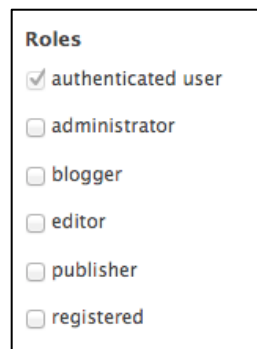 Roles
authenticated user
administrator
blogger
editor
publisher
registered